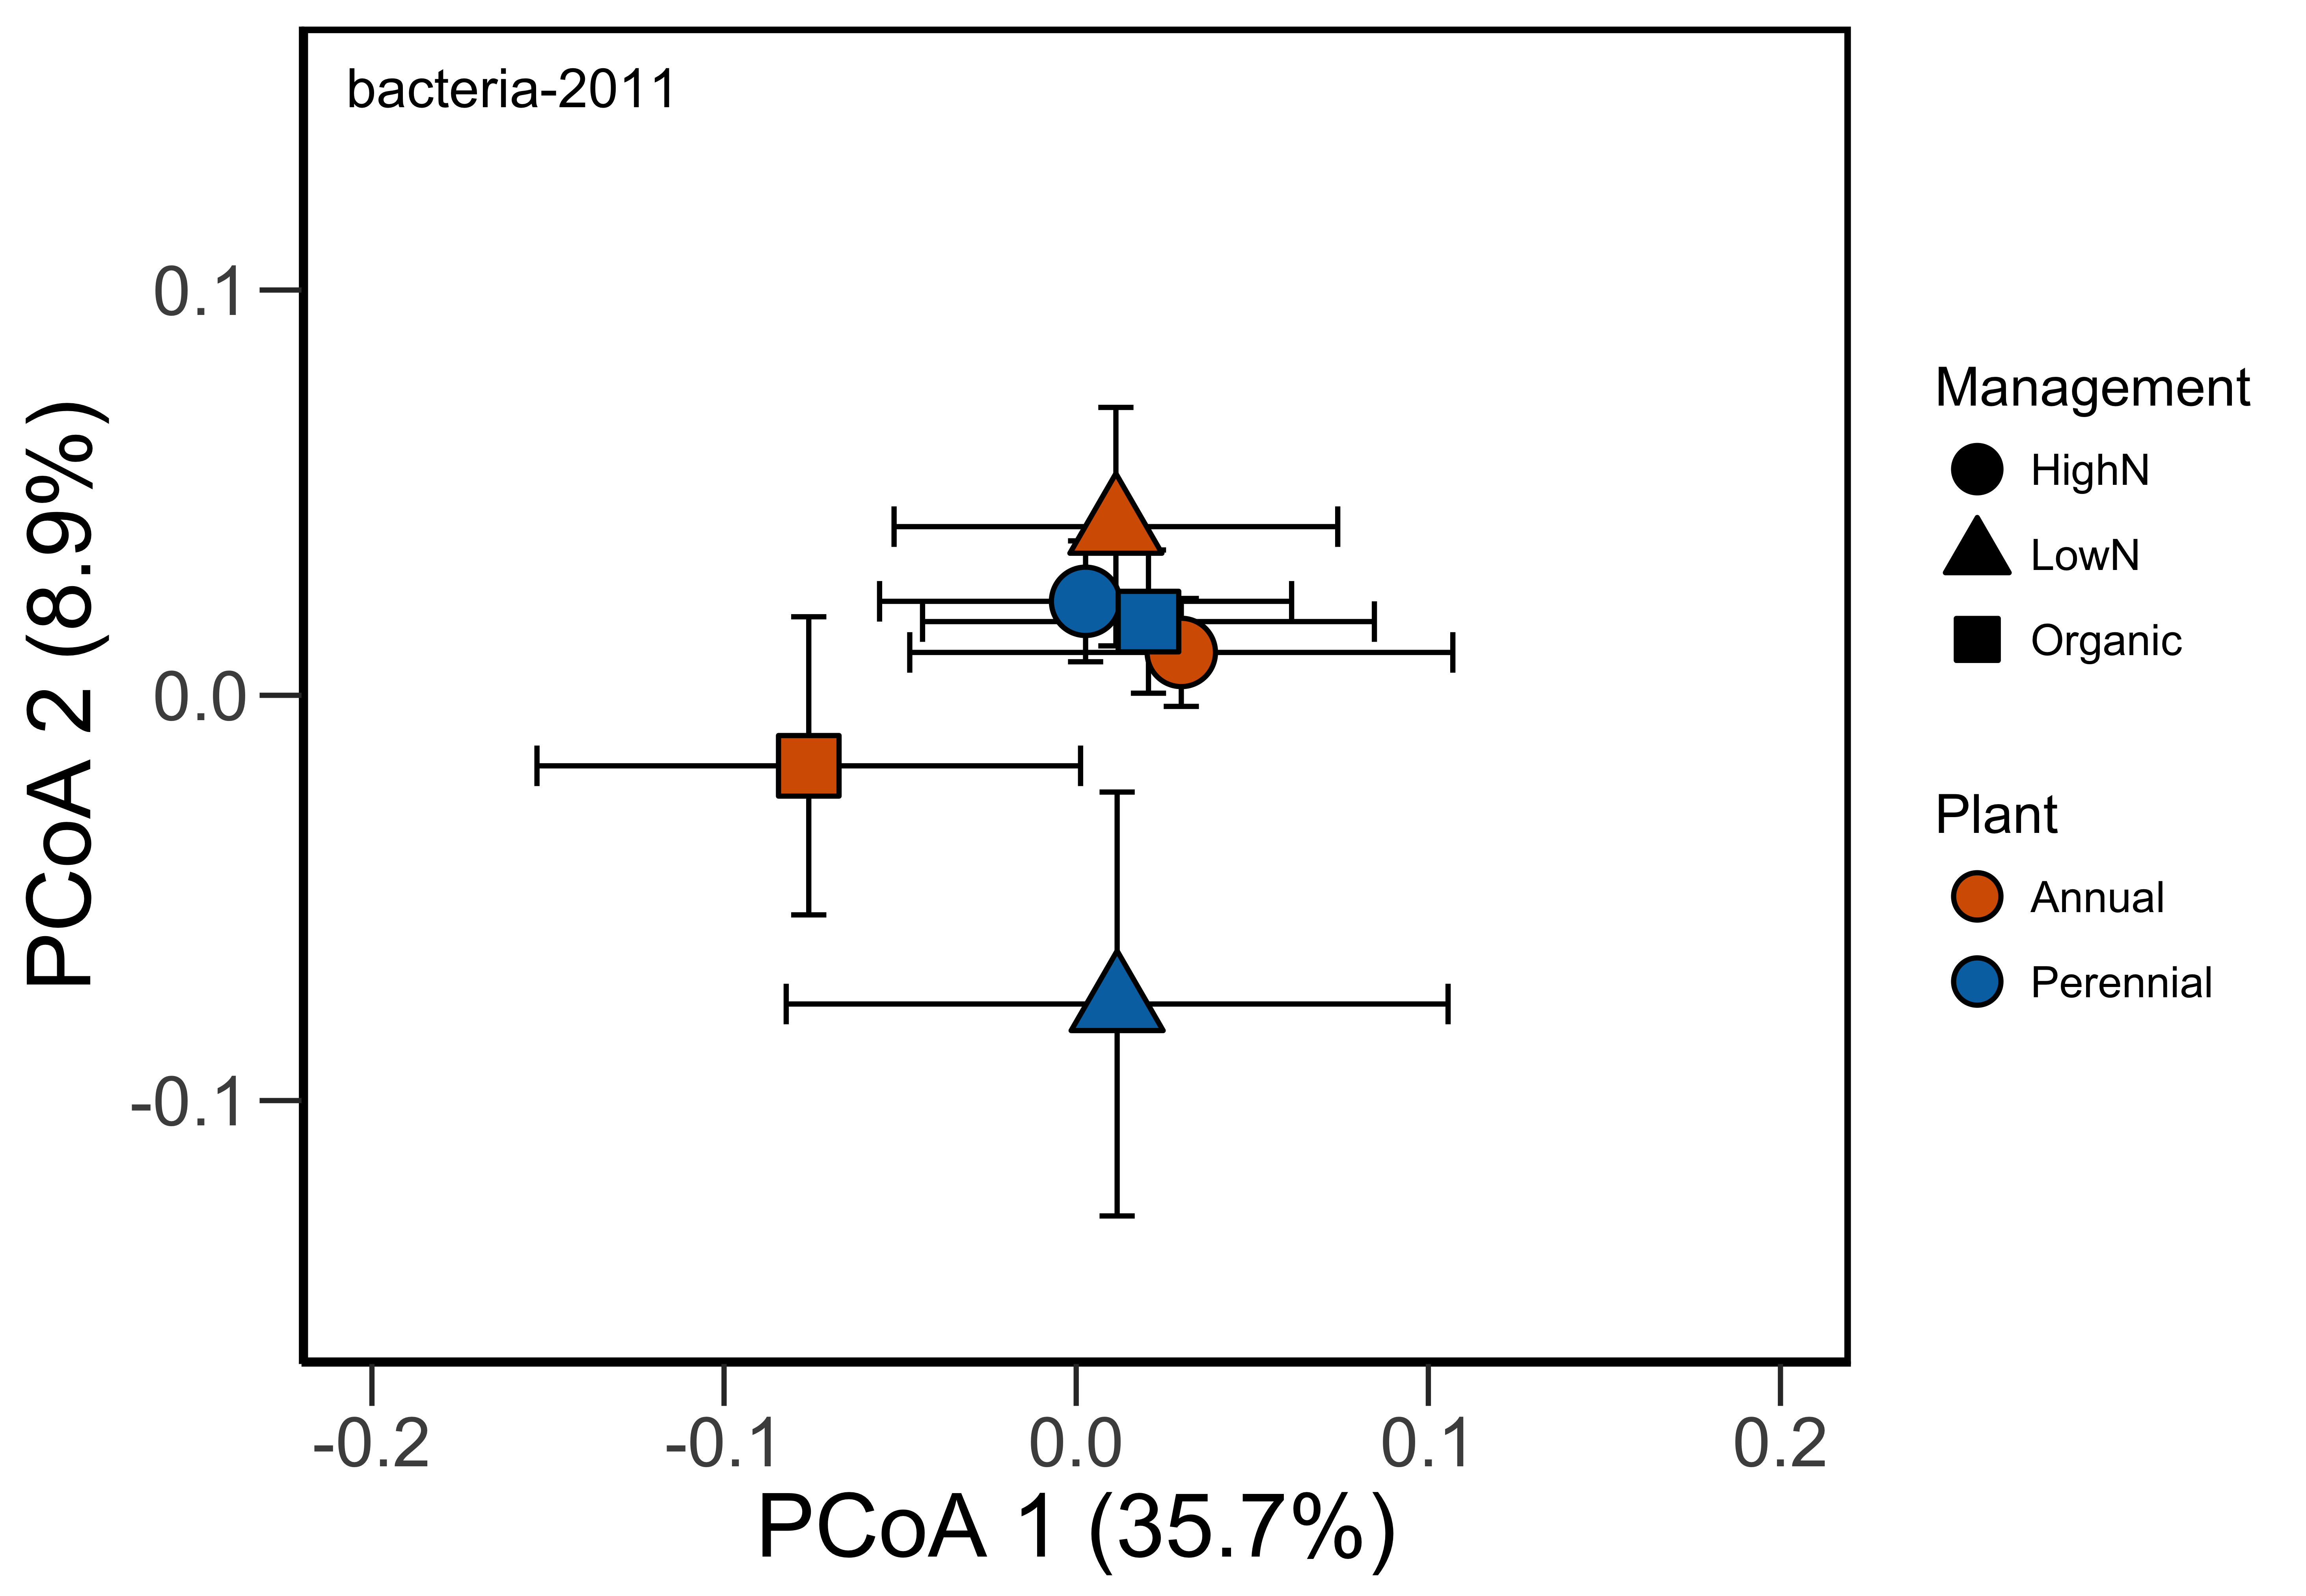 bacteria-2011
PCoA 2 (8.9%)
0.1
0.0
-0.1
-0.2
-0.1
0.0
0.1
0.2
PCoA 1 (35.7%)
Management
HighN
LowN
Organic
Plant
Annual
Perennial